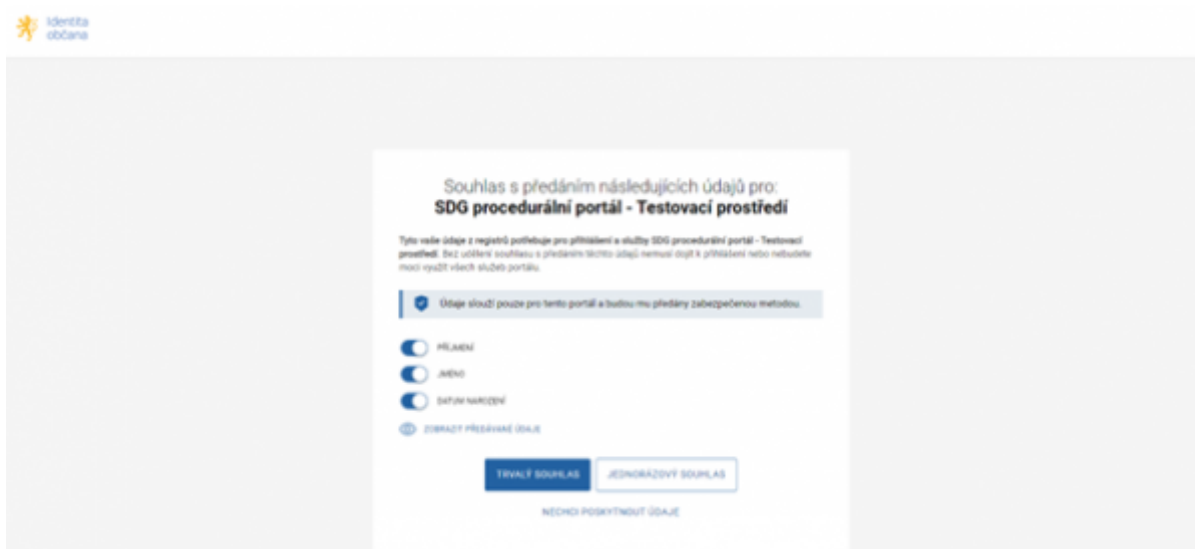 Identita
občana
Souhlas s předáním následujících údajů pro:
SDG procedurální portál - Testovací prostředí
Tyto vaše údaje z registrů potřebuje pro přihlášení a služby SDG procedurální portál - Testovací
prostředí. Bez udělení souhlasu s předáním těchto údajů nemusí dojít k přihlášení nebo nebudete
moci využít všech služeb portálu.
Údaje slouží pouze pro tento portál a budou mu předány zabezpečenou metodou.
PŘÍJMENÍ
JMÉNO
DATUM NAROZENÍ
ZOBRAZIT PŘEDÁVANÉ ÚDAJE
TRVALÝ SOUHLAS
JEDNORÁZOVÝ SOUHLAS
NECHCI POSKYTNOUT ÚDAJE